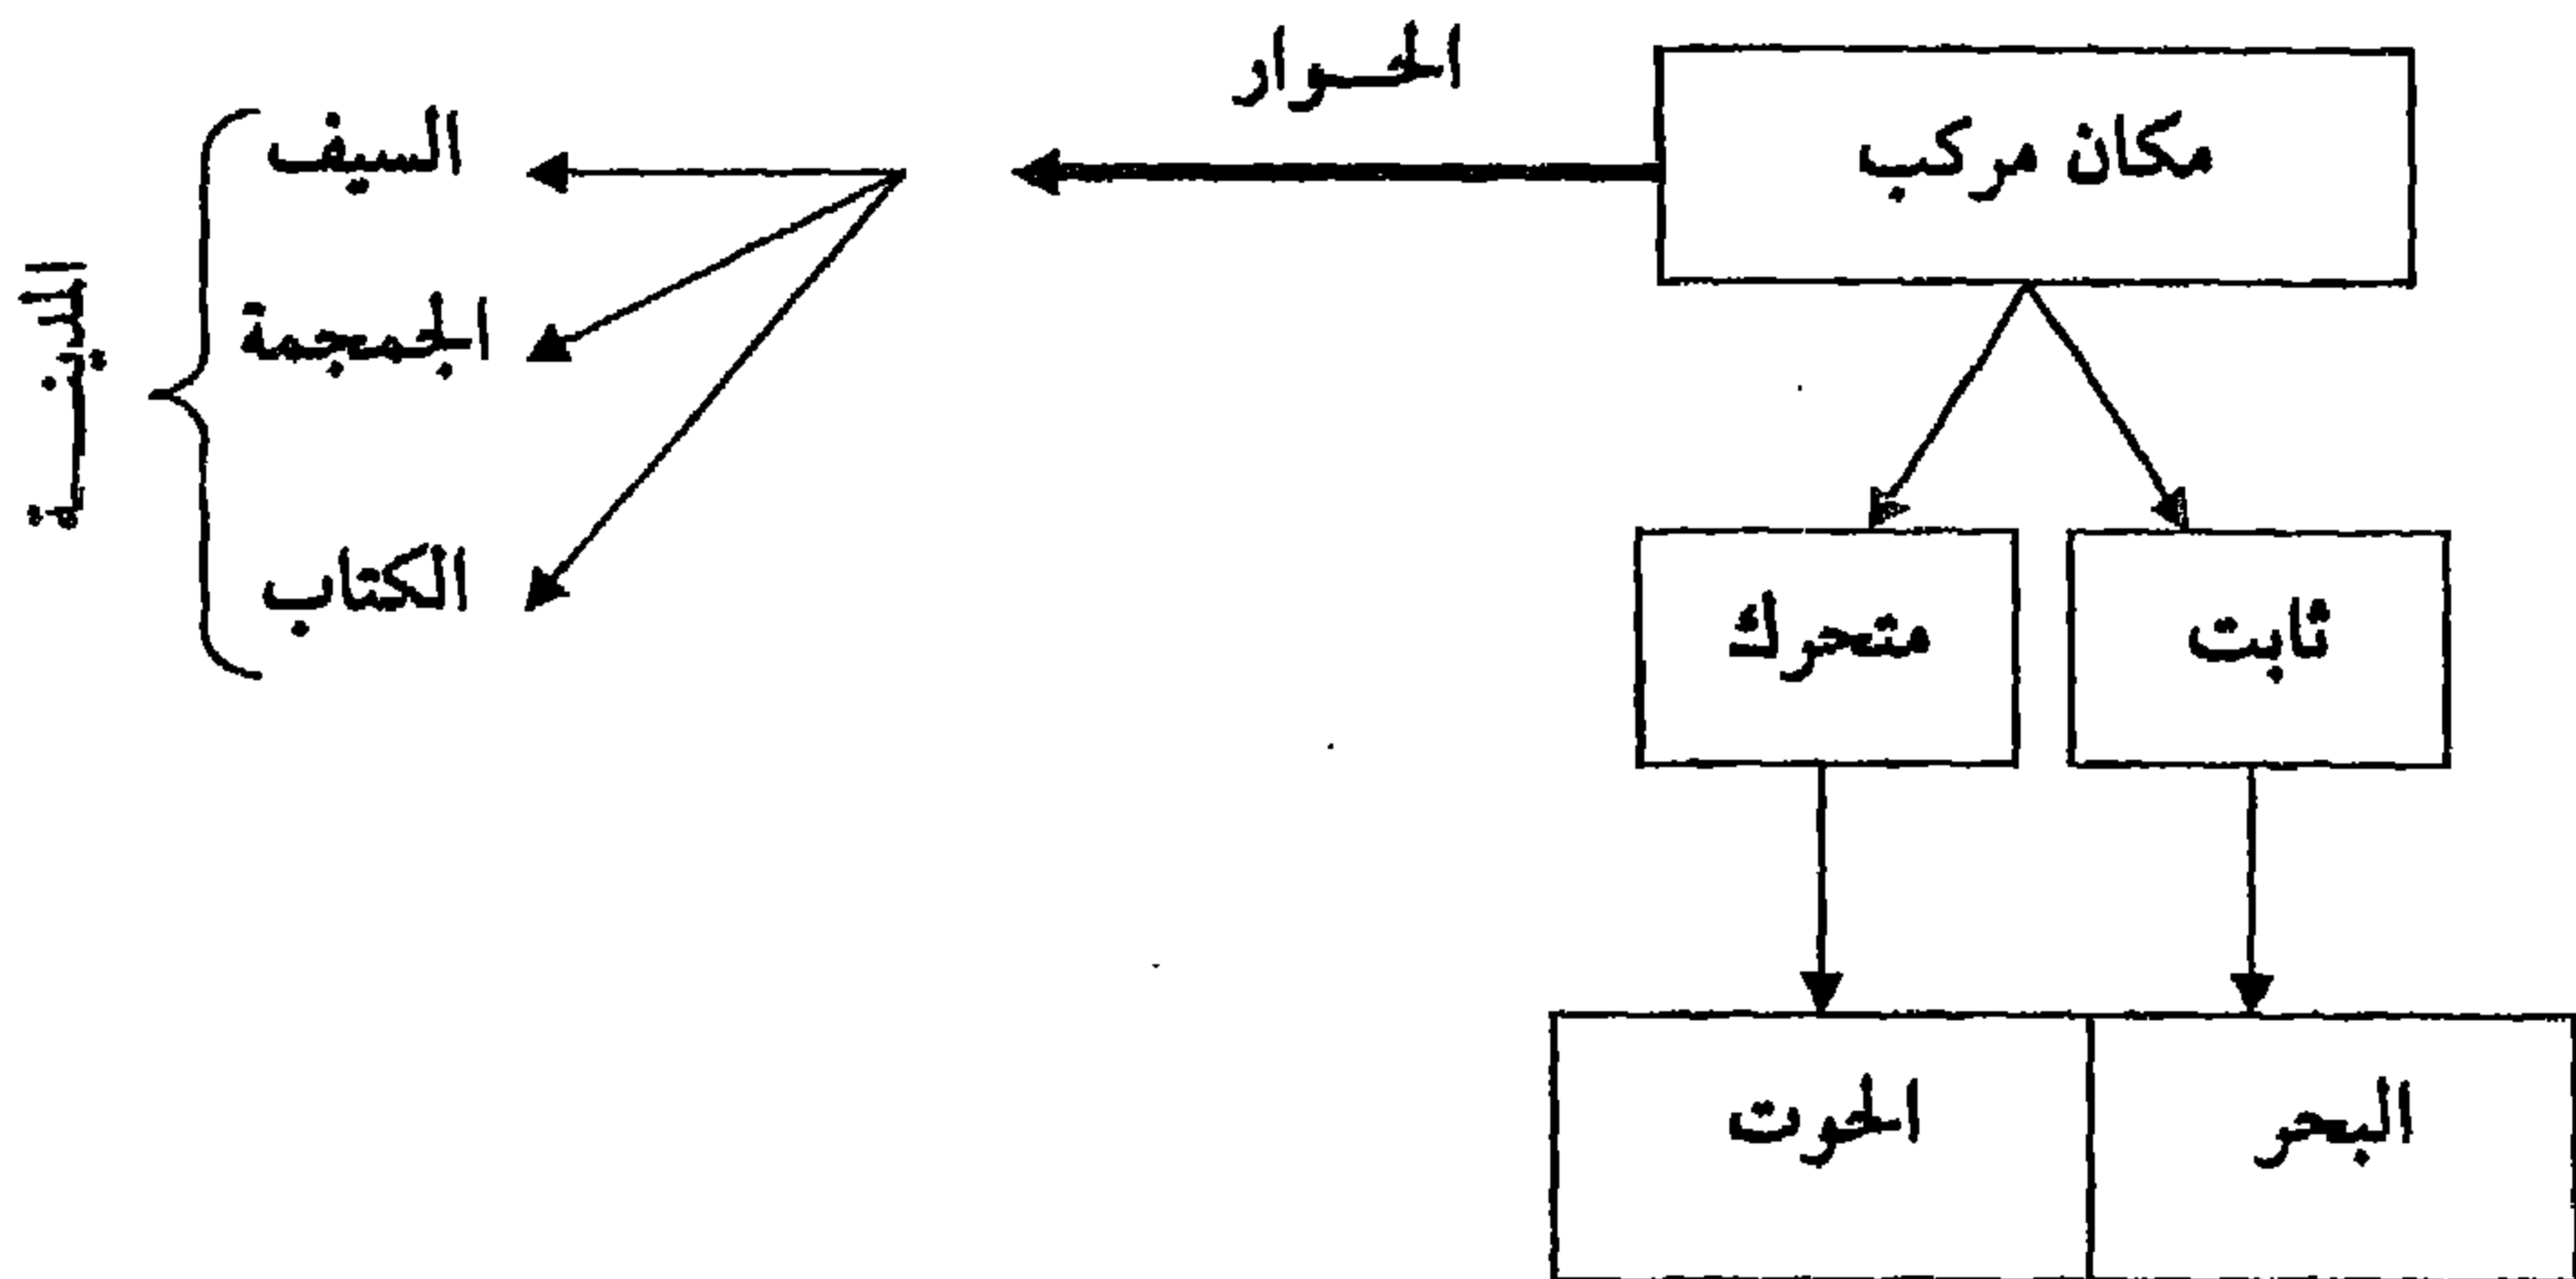 الحوار
مكان مركب
السيف
الجمجمة
الكتاب
المدينة
ثابت
متحرك
البحر
الحوت